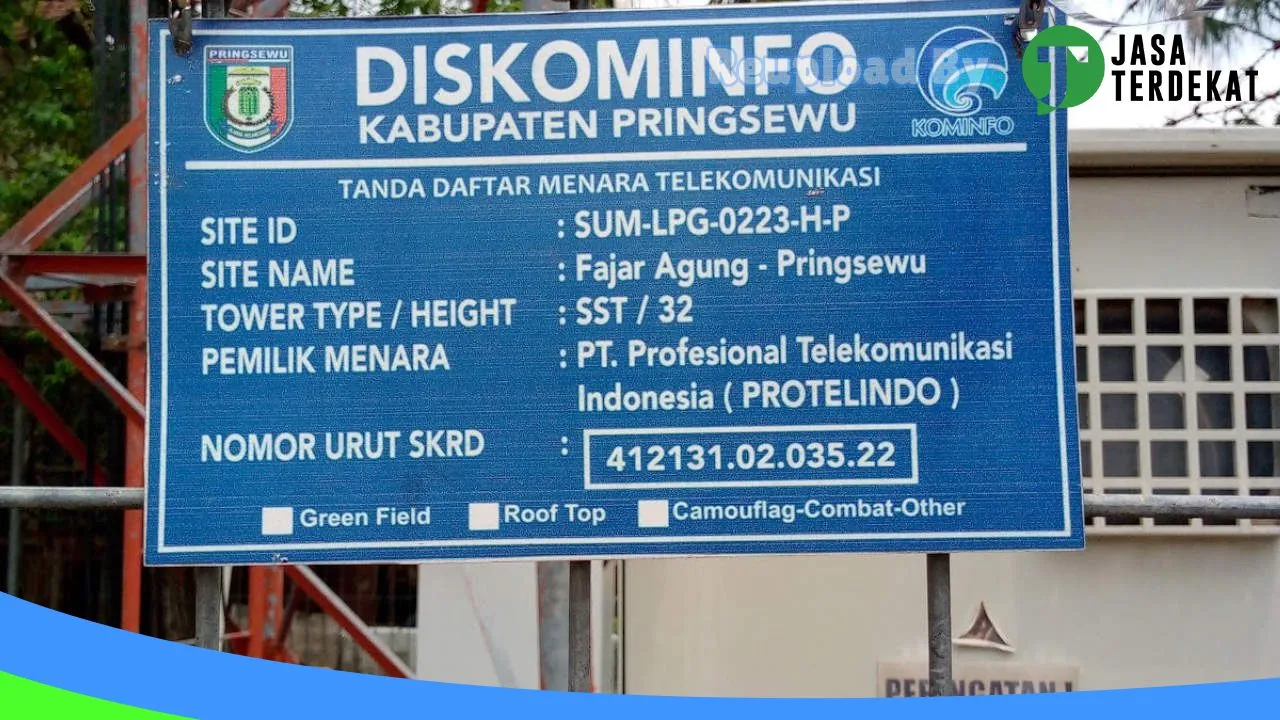 PRINGSEWU
DISKOMINFO
KABUPATEN PRINGSEWU
KOMINFO
Reupload By
JASA
TERDEKAT
TANDA DAFTAR MENARA TELEKOMUNIKASI
SITE ID : SUM-LPG-0223-H-P
SITE NAME : Fajar Agung - Pringsewu
TOWER TYPE / HEIGHT : SST / 32
PEMILIK MENARA : PT. Profesional Telekomunikasi
Indonesia ( PROTELINDO )
NOMOR URUT SKRD : 412131.02.035.22
Green Field Roof Top Camouflag-Combat-Other